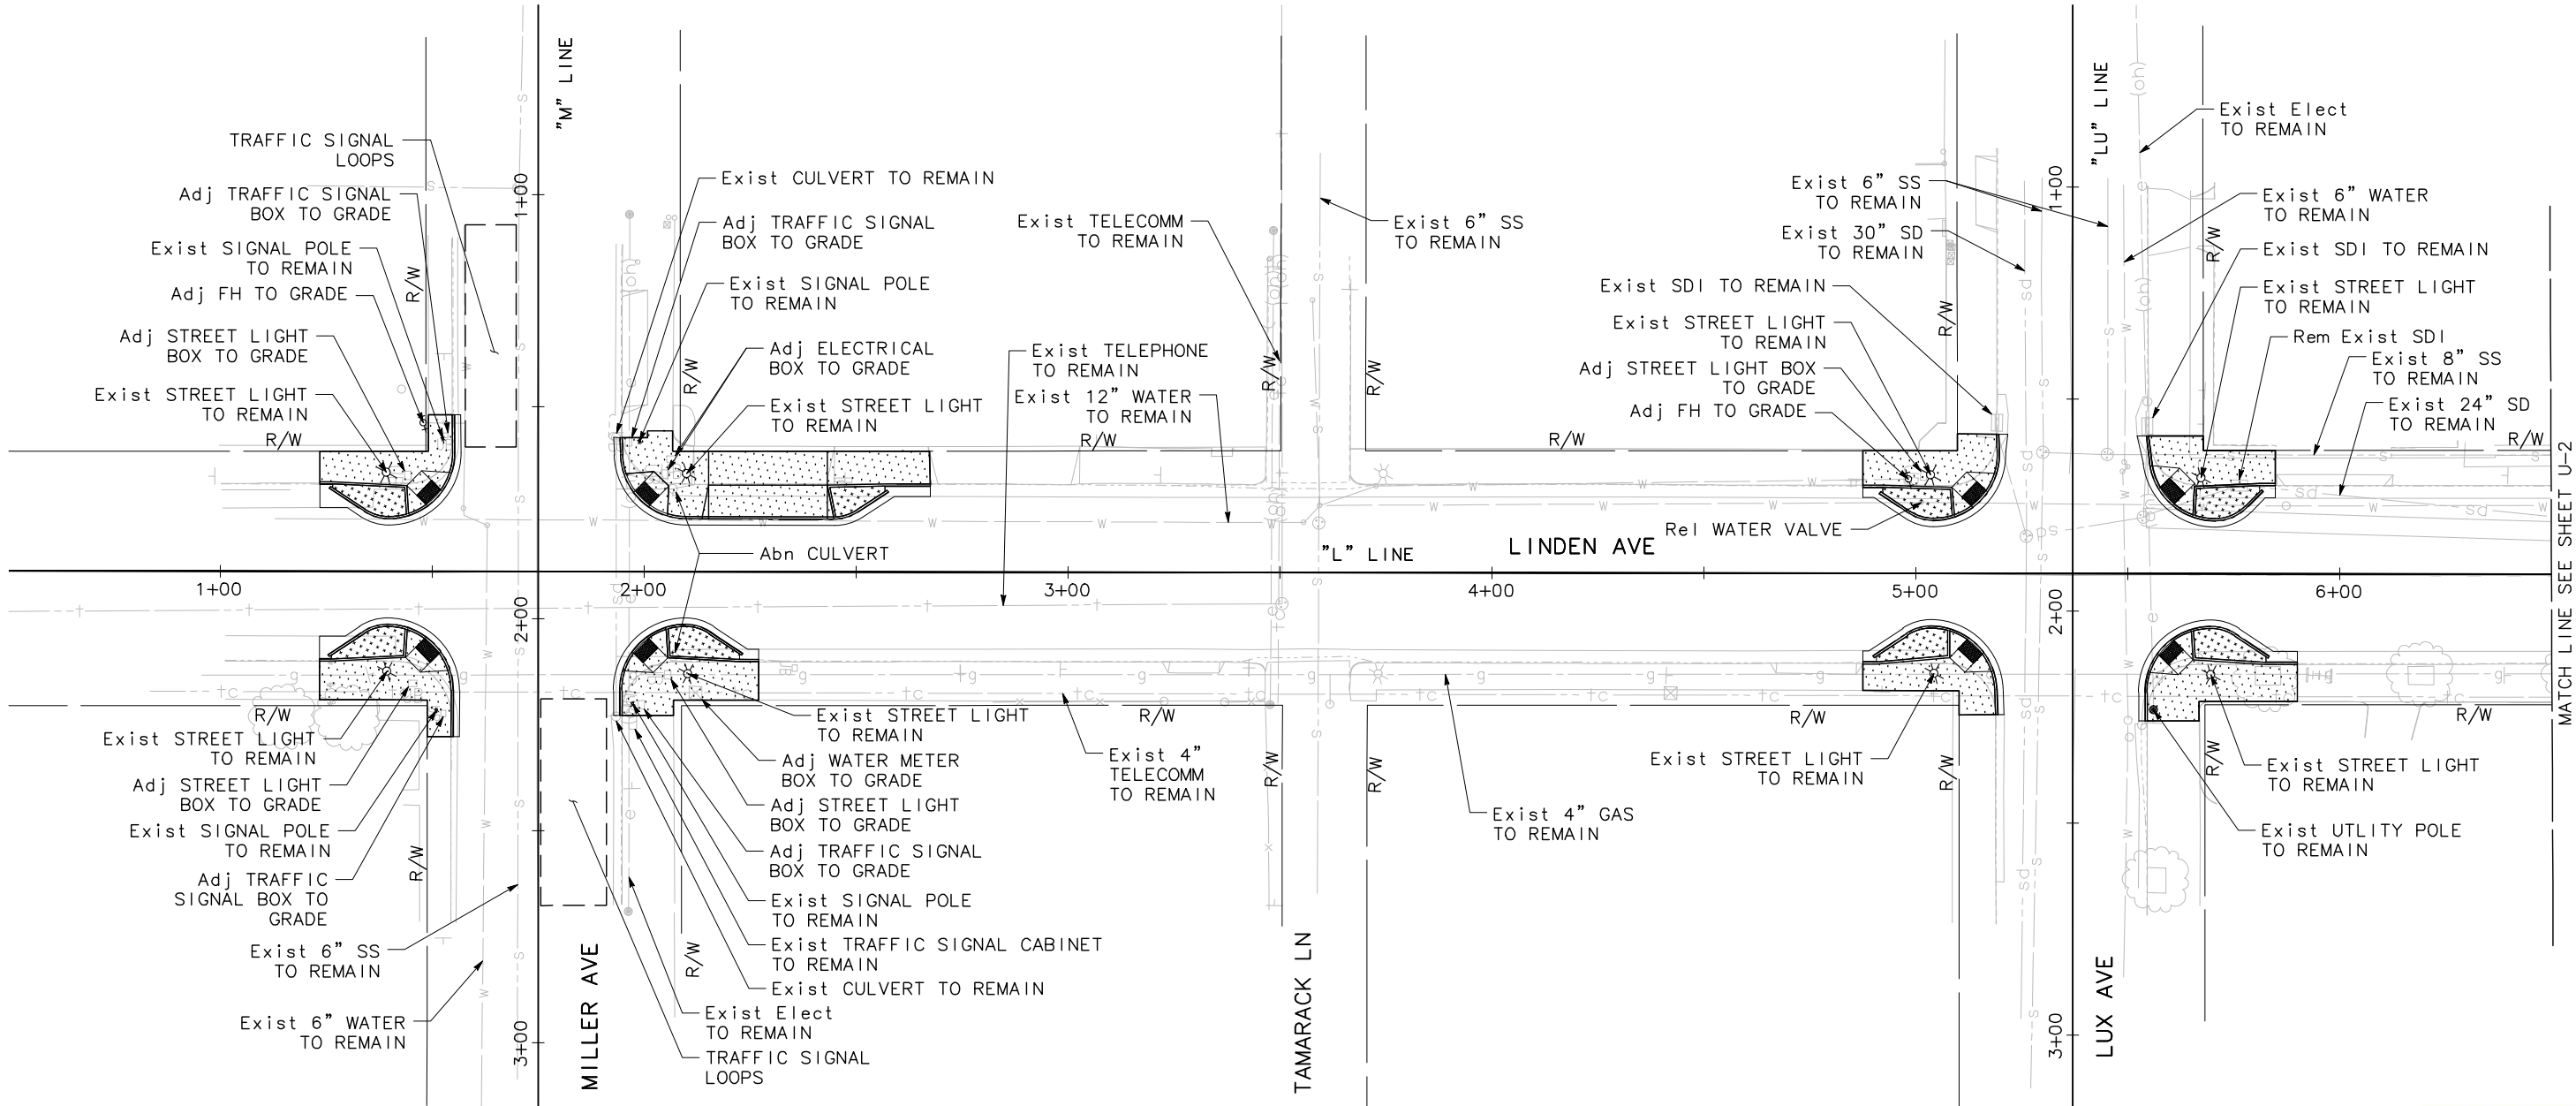 "M" LINE
TRAFFIC SIGNAL
LOOPS
Adj TRAFFIC SIGNAL
BOX TO GRADE
Exist SIGNAL POLE
TO REMAIN
Adj FH TO GRADE
Adj STREET LIGHT
BOX TO GRADE
Exist STREET LIGHT
TO REMAIN
R/W
R/W
1+00
Exist CULVERT TO REMAIN
Adj TRAFFIC SIGNAL
BOX TO GRADE
Exist SIGNAL POLE
TO REMAIN
Adj ELECTRICAL
BOX TO GRADE
Exist STREET LIGHT
TO REMAIN
R/W
R/W
Abn CULVERT
Exist TELECOMM
TO REMAIN
Exist TELEPHONE
TO REMAIN
Exist 12" WATER
TO REMAIN
R/W
R/W
Exist 6" SS
TO REMAIN
R/W
Exist 6" SS
TO REMAIN
Exist 30" SD
TO REMAIN
Exist SDI TO REMAIN
Exist STREET LIGHT
TO REMAIN
Adj STREET LIGHT BOX
TO GRADE
Adj FH TO GRADE
Rel WATER VALVE
R/W
1+00
"LU" LINE
Exist Elect
TO REMAIN
Exist 6" WATER
TO REMAIN
Exist SDI TO REMAIN
Exist STREET LIGHT
TO REMAIN
Rem Exist SDI
Exist 8" SS
TO REMAIN
Exist 24" SD
TO REMAIN
R/W
R/W
"L" LINE
LINDEN AVE
1+00
2+00
3+00
4+00
5+00
6+00
MATCH LINE SEE SHEET U-2
2+00
2+00
R/W
Exist STREET LIGHT
TO REMAIN
Adj STREET LIGHT
BOX TO GRADE
Exist SIGNAL POLE
TO REMAIN
Adj TRAFFIC
SIGNAL BOX TO
GRADE
R/W
Exist 6" SS
TO REMAIN
Exist 6" WATER
TO REMAIN
3+00
MILLER AVE
Exist STREET LIGHT
TO REMAIN
Adj WATER METER
BOX TO GRADE
Adj STREET LIGHT
BOX TO GRADE
Adj TRAFFIC SIGNAL
BOX TO GRADE
Exist SIGNAL POLE
TO REMAIN
Exist TRAFFIC SIGNAL CABINET
TO REMAIN
Exist CULVERT TO REMAIN
Exist Elect
TO REMAIN
TRAFFIC SIGNAL
LOOPS
R/W
R/W
Exist 4"
TELECOMM
TO REMAIN
R/W
R/W
TAMARACK LN
Exist 4" GAS
TO REMAIN
Exist STREET LIGHT
TO REMAIN
R/W
R/W
3+00
LUX AVE
R/W
R/W
Exist STREET LIGHT
TO REMAIN
Exist UTLITY POLE
TO REMAIN